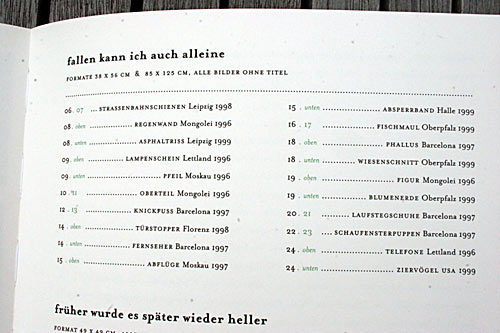 fallen kann ich auch alleine
FORMATE 38 X 56 CM & 85 X 125 CM, ALLE BILDER OHNE TITEL
06. 07 ... STRASSENBAHNSCHIENEN Leipzig 1998
08. oben ... REGENWAND Mongolei 1996
08. unten ... ASPHALTRISS Leipzig 1999
09. oben ... LAMPENSCHEIN Lettland 1996
09. unten ... PFEIL Moskau 1996
10. 11 ... OBERTEIL Mongolei 1996
12. 13 ... KNICKFUSS Barcelona 1997
14. oben ... TÜRSTOPPER Florenz 1998
14. unten ... FERNSEHER Barcelona 1997
15. oben ... ABFLÜGE Moskau 1997
15. unten ... ABSPERRBAND Halle 1999
16. 17 ... FISCHMAUL Oberpfalz 1999
18. oben ... PHALLUS Barcelona 1997
18. unten ... WIESENSCHNITT Oberpfalz 1999
19. oben ... FIGUR Mongolei 1996
19. unten ... BLUMENERDE Oberpfalz 1999
20. 21 ... LAUFSTEGSCHUHE Barcelona 1997
22. 23 ... SCHAUFENSTERPUPPEN Barcelona 1997
24. oben ... TELEFONE Lettland 1996
24. unten ... ZIERVÖGEL USA 1999
früher wurde es später wieder heller
FORMAT 49 X 49 CM